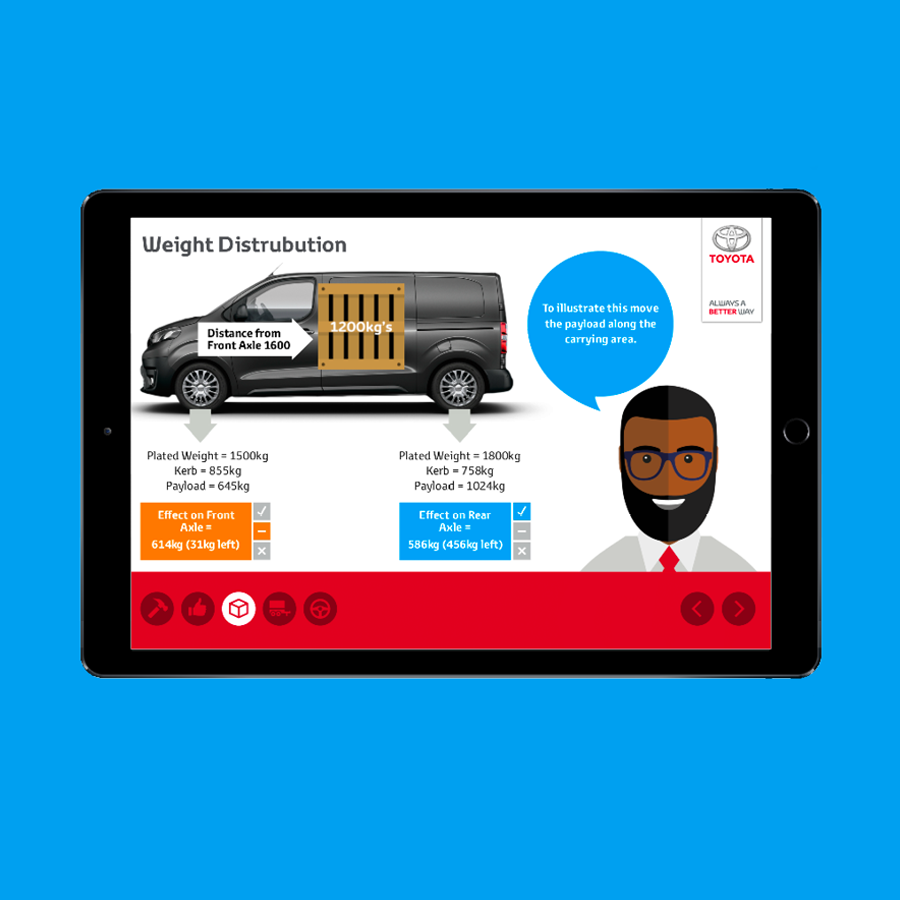 Weight Distrubution
TOYOTA
ALWAYS A
BETTER WAY
Distance from
Front Axle 1600
1200kg's
To illustrate this move
the payload along the
carrying area.
Plated Weight = 1500kg
Kerb = 855kg
Payload = 645kg
Plated Weight = 1800kg
Kerb = 758kg
Payload = 1024kg
Effect on Front
Axle =
614kg (31kg left)
Effect on Rear
Axle =
586kg (456kg left)